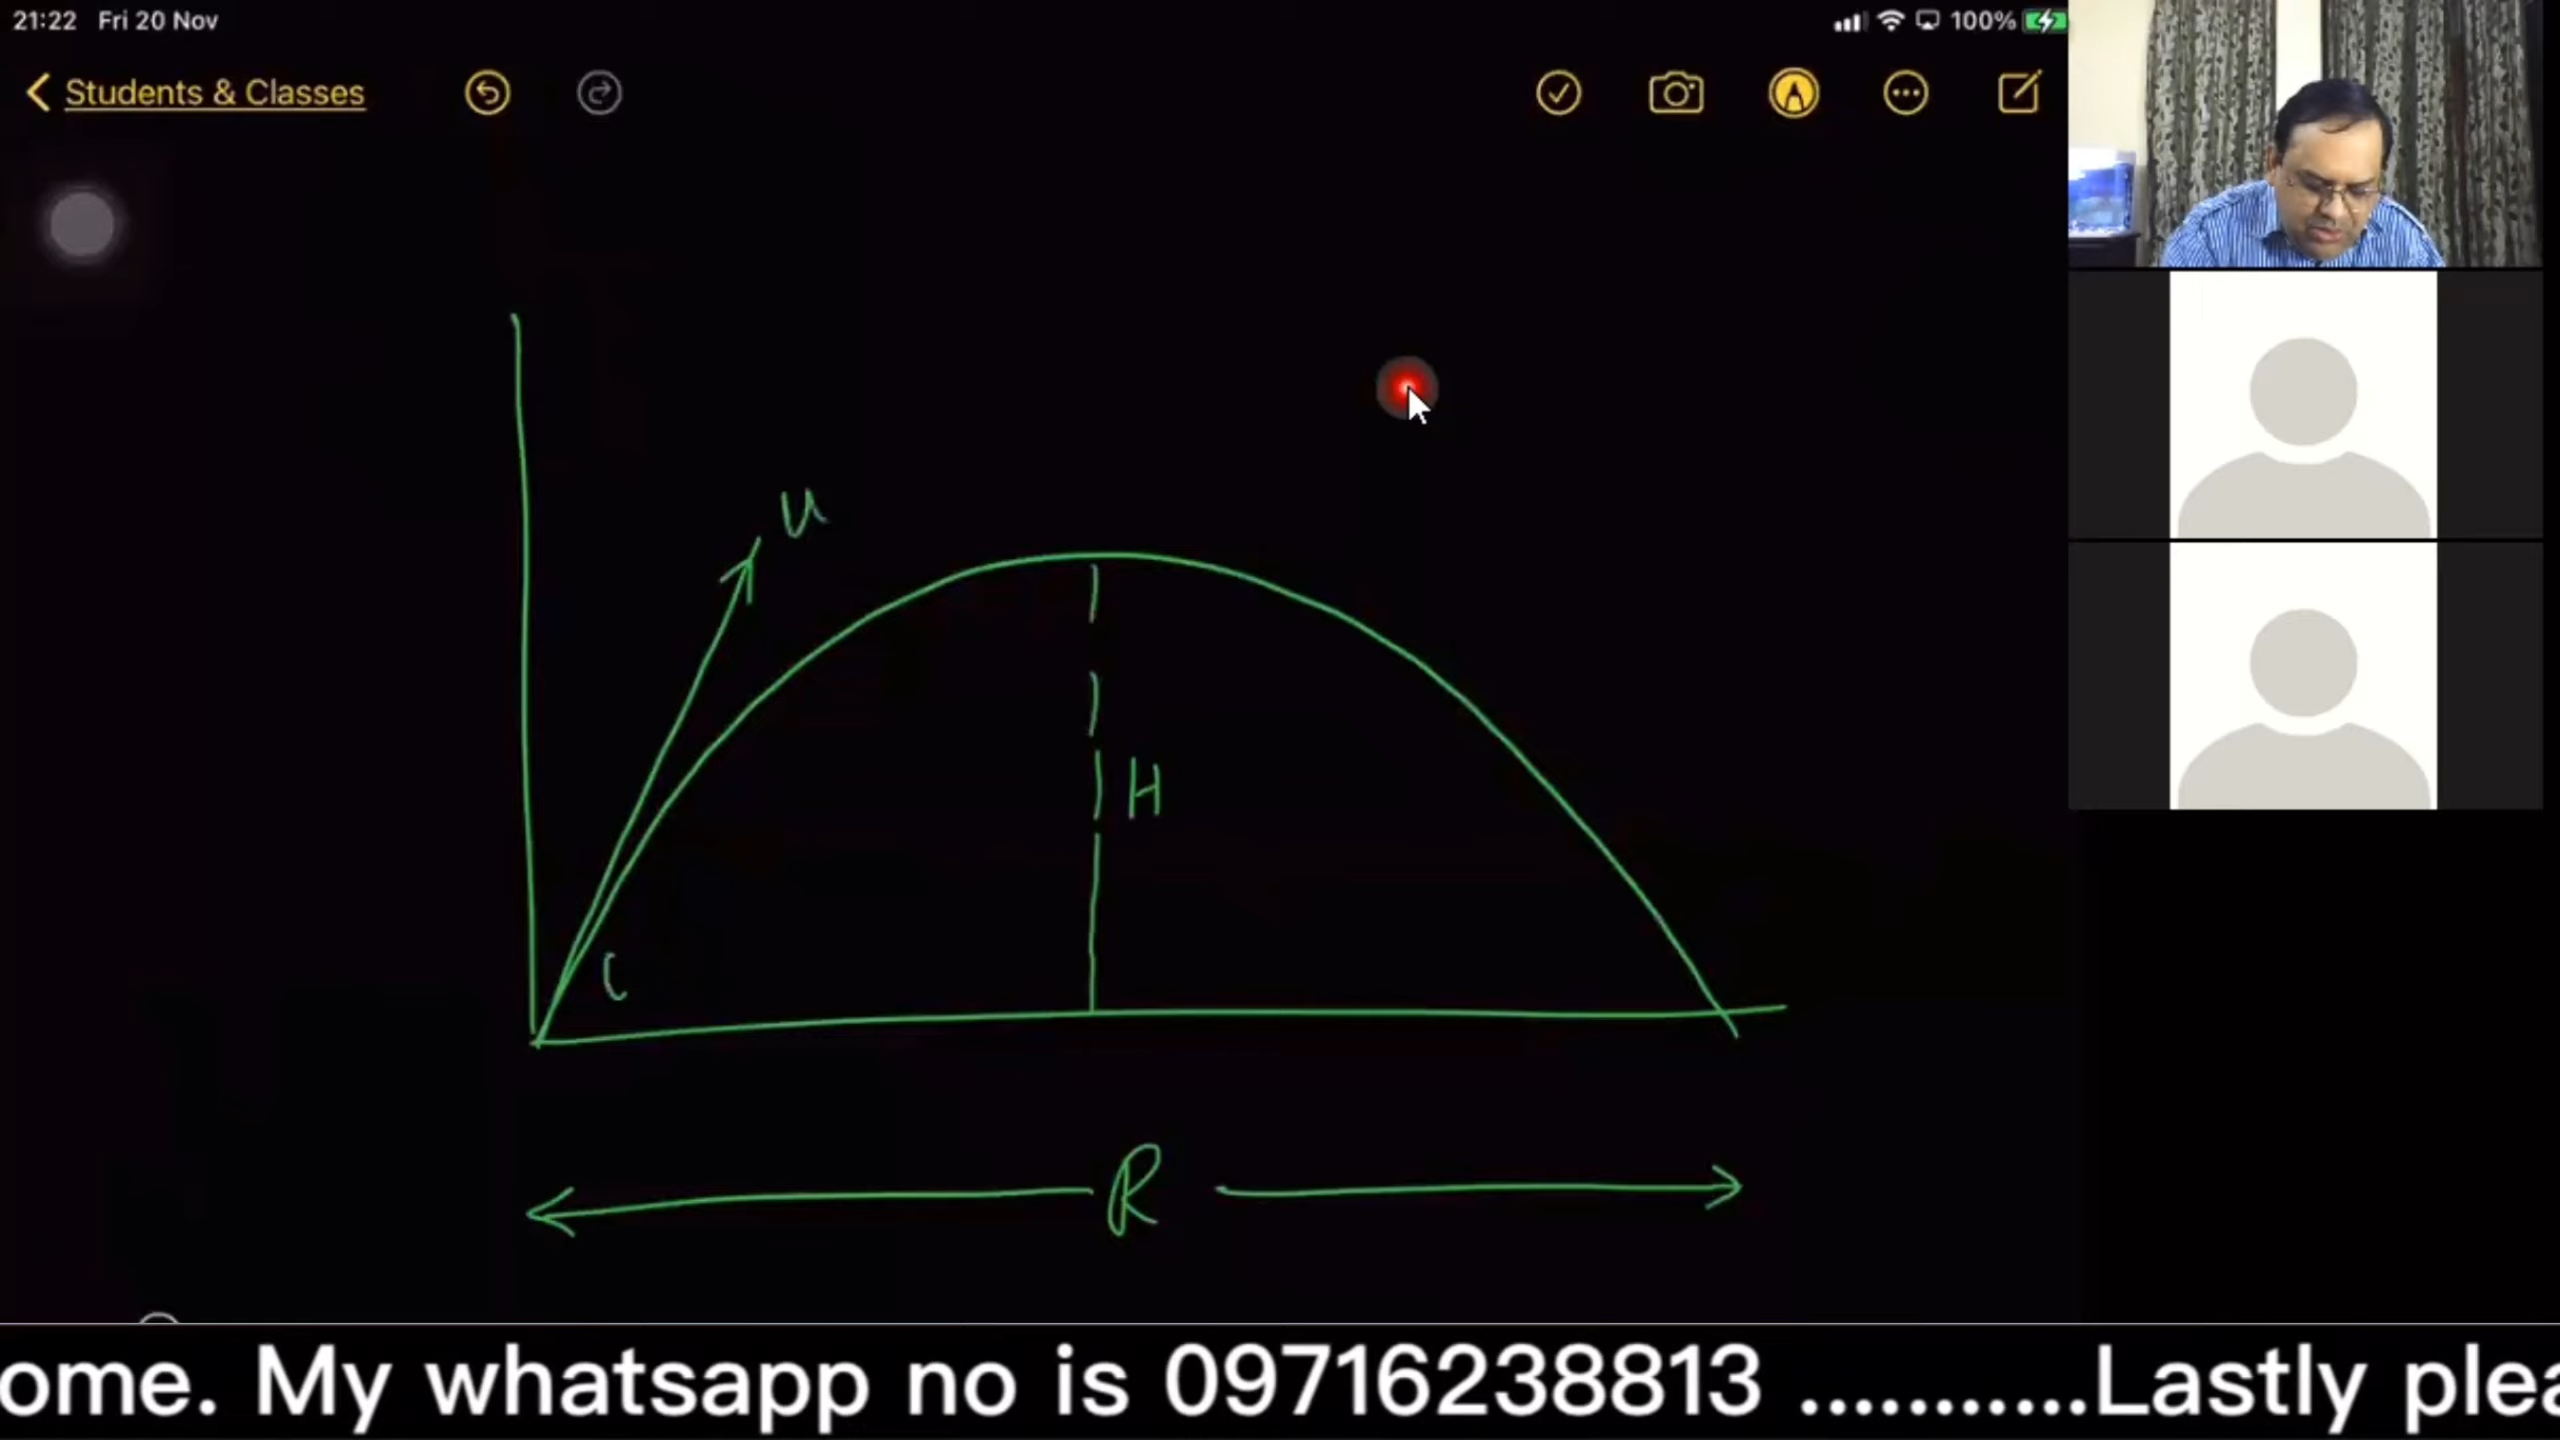 21:22 Fri 20 Nov
100%
Students & Classes
u
H
R
ome. My whatsapp no is 09716238813 ...........Lastly plea